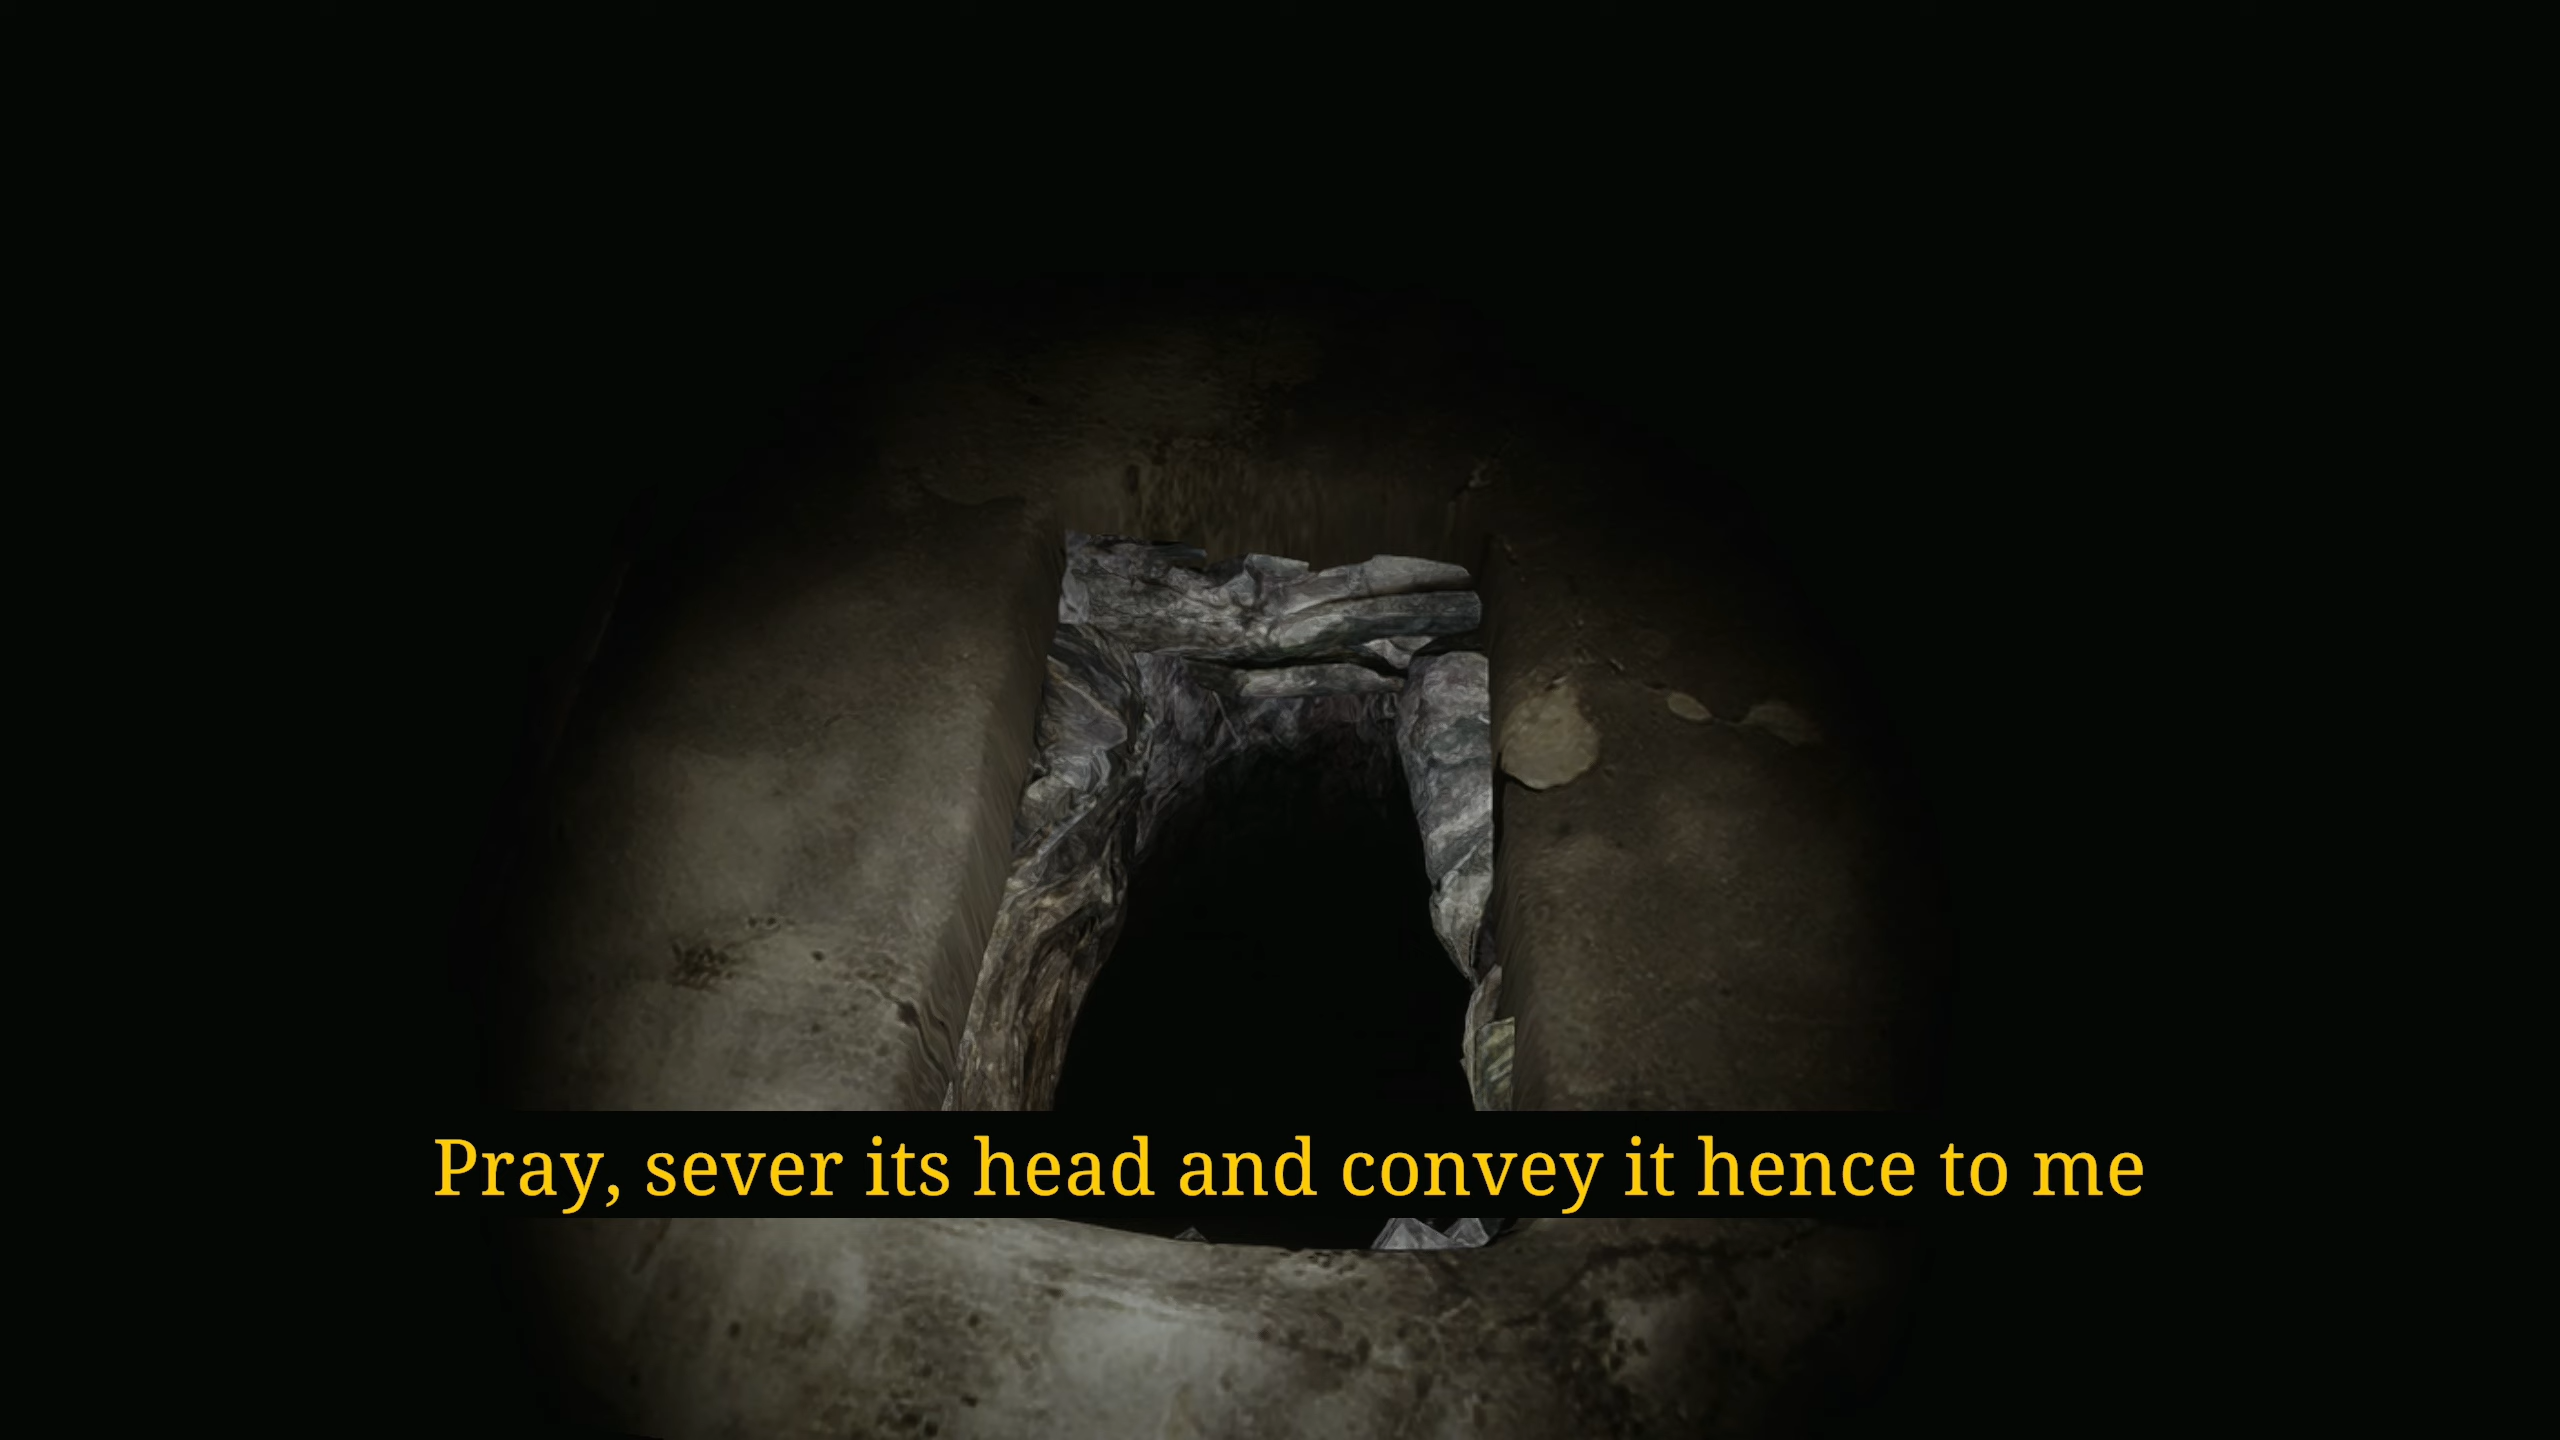 Pray, sever its head and convey it hence to me